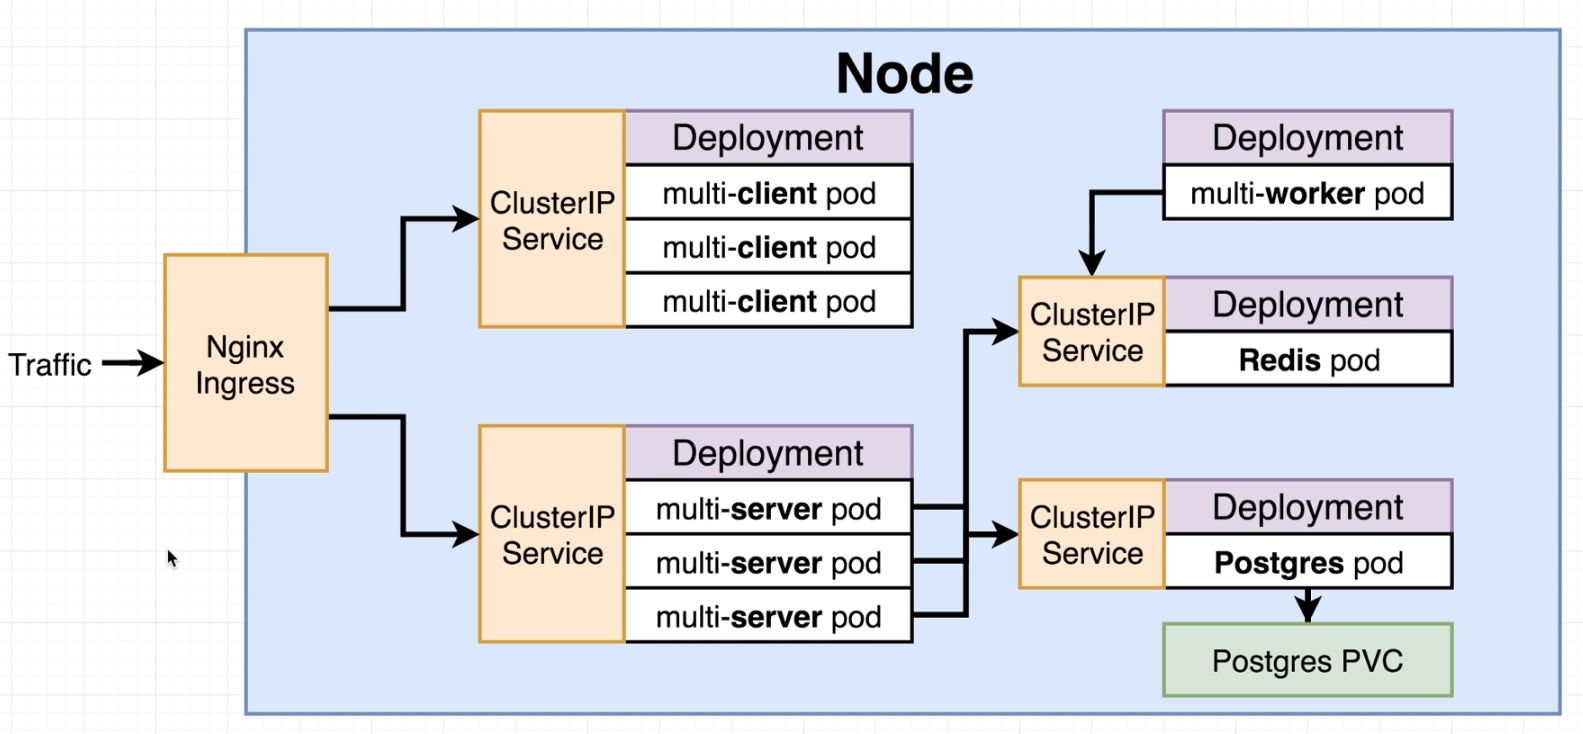 Node
Traffic
Nginx
Ingress
ClusterIP
Service
Deployment
multi-client pod
multi-client pod
multi-client pod
ClusterIP
Service
Deployment
multi-server pod
multi-server pod
multi-server pod
Deployment
multi-worker pod
ClusterIP
Service
Deployment
Redis pod
ClusterIP
Service
Deployment
Postgres pod
Postgres PVC